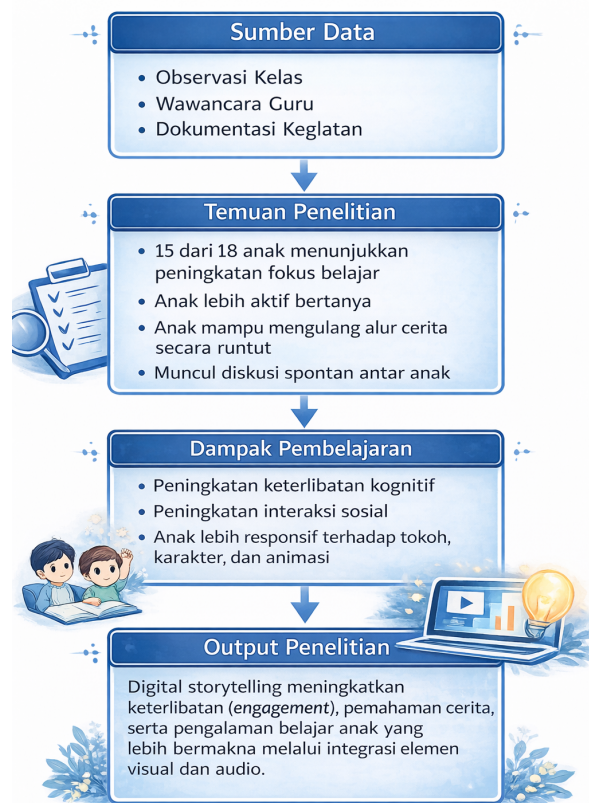 Sumber Data
• Observasi Kelas
• Wawancara Guru
• Dokumentasi Keglatan
Temuan Penelitian
• 15 dari 18 anak menunjukkan
peningkatan fokus belajar
• Anak lebih aktif bertanya
• Anak mampu mengulang alur cerita
secara runtut
• Muncul diskusi spontan antar anak
Dampak Pembelajaran
• Peningkatan keterlibatan kognitif
• Peningkatan interaksi sosial
• Anak lebih responsif terhadap tokoh,
karakter, dan animasi
Output Penelitian
Digital storytelling meningkatkan
keterlibatan (engagement), pemahaman cerita,
serta pengalaman belajar anak yang
lebih bermakna melalui integrasi elemen
visual dan audio.